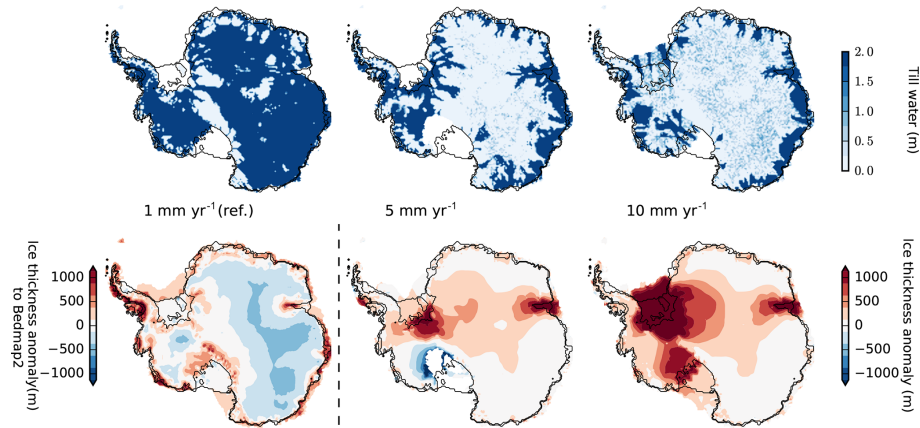 2.0
1.5
1.0
0.5
0.0
Till water (m)
1 mm yr⁻¹(ref.)
5 mm yr⁻¹
10 mm yr⁻¹
Ice thickness anomaly(m)
to Bedmap2
1000
500
0
−500
−1000
1000
500
0
−500
−1000
Ice thickness anomaly (m)